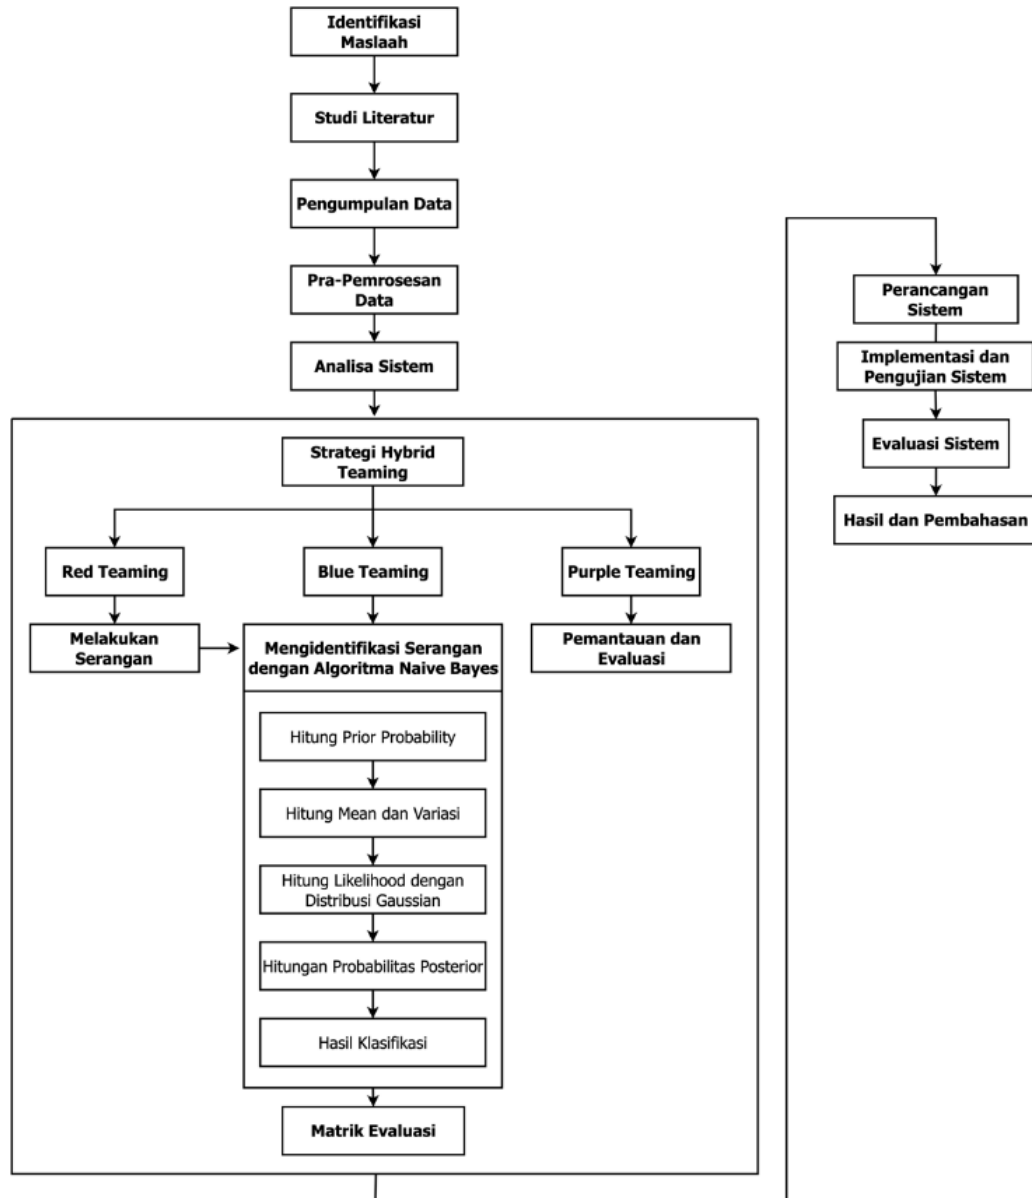 Identifikasi
Maslaah
Studi Literatur
Pengumpulan Data
Pra-Pemrosesan
Data
Analisa Sistem
Strategi Hybrid
Teaming
Red Teaming
Blue Teaming
Purple Teaming
Melakukan
Serangan
Mengidentifikasi Serangan
dengan Algoritma Naive Bayes
Pemantauan dan
Evaluasi
Hitung Prior Probability
Hitung Mean dan Variasi
Hitung Likelihood dengan
Distribusi Gaussian
Hitungan Probabilitas Posterior
Hasil Klasifikasi
Matrik Evaluasi
Perancangan
Sistem
Implementasi dan
Pengujian Sistem
Evaluasi Sistem
Hasil dan Pembahasan